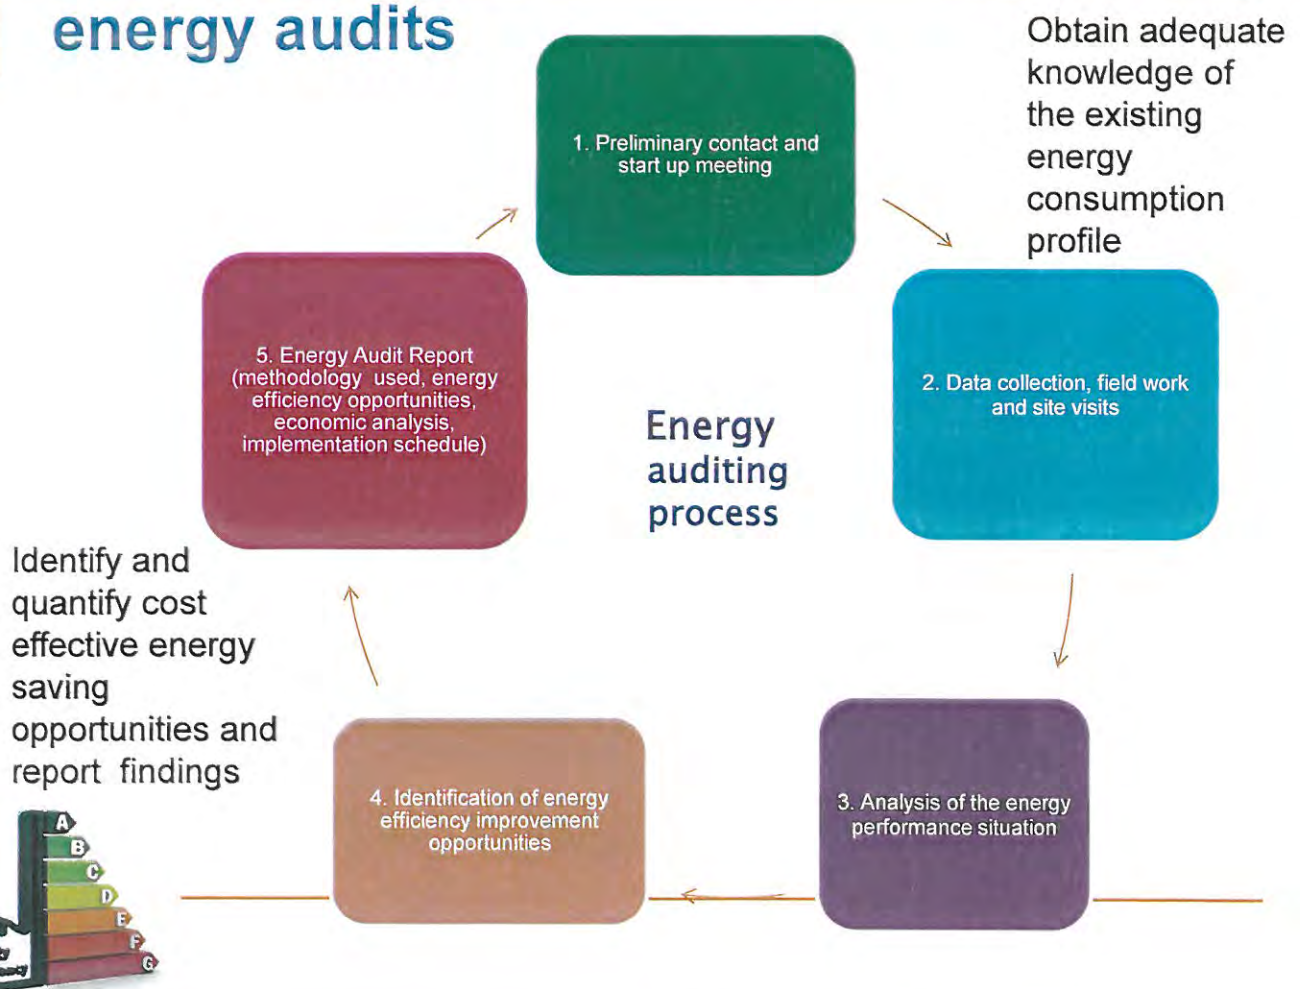 energy audits
Obtain adequate
knowledge of
the existing
energy
consumption
profile
1. Preliminary contact and
start up meeting
2. Data collection, field work
and site visits
3. Analysis of the energy
performance situation
4. Identification of energy
efficiency improvement
opportunities
5. Energy Audit Report
(methodology used, energy
efficiency opportunities,
economic analysis,
implementation schedule)
Energy
auditing
process
Identify and
quantify cost
effective energy
saving
opportunities and
report findings
A
B
C
D
E
F
G